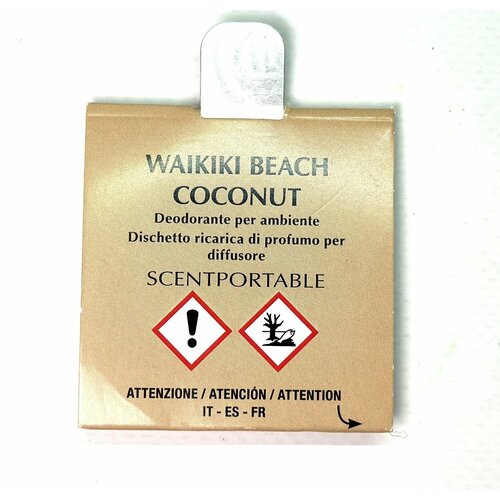 WAIKIKI BEACH
COCONUT
Deodorante per ambiente
Dischetto ricarica di profumo per
diffusore
SCENTPORTABLE
ATTENZIONE / ATENCIÓN / ATTENTION
IT - ES - FR